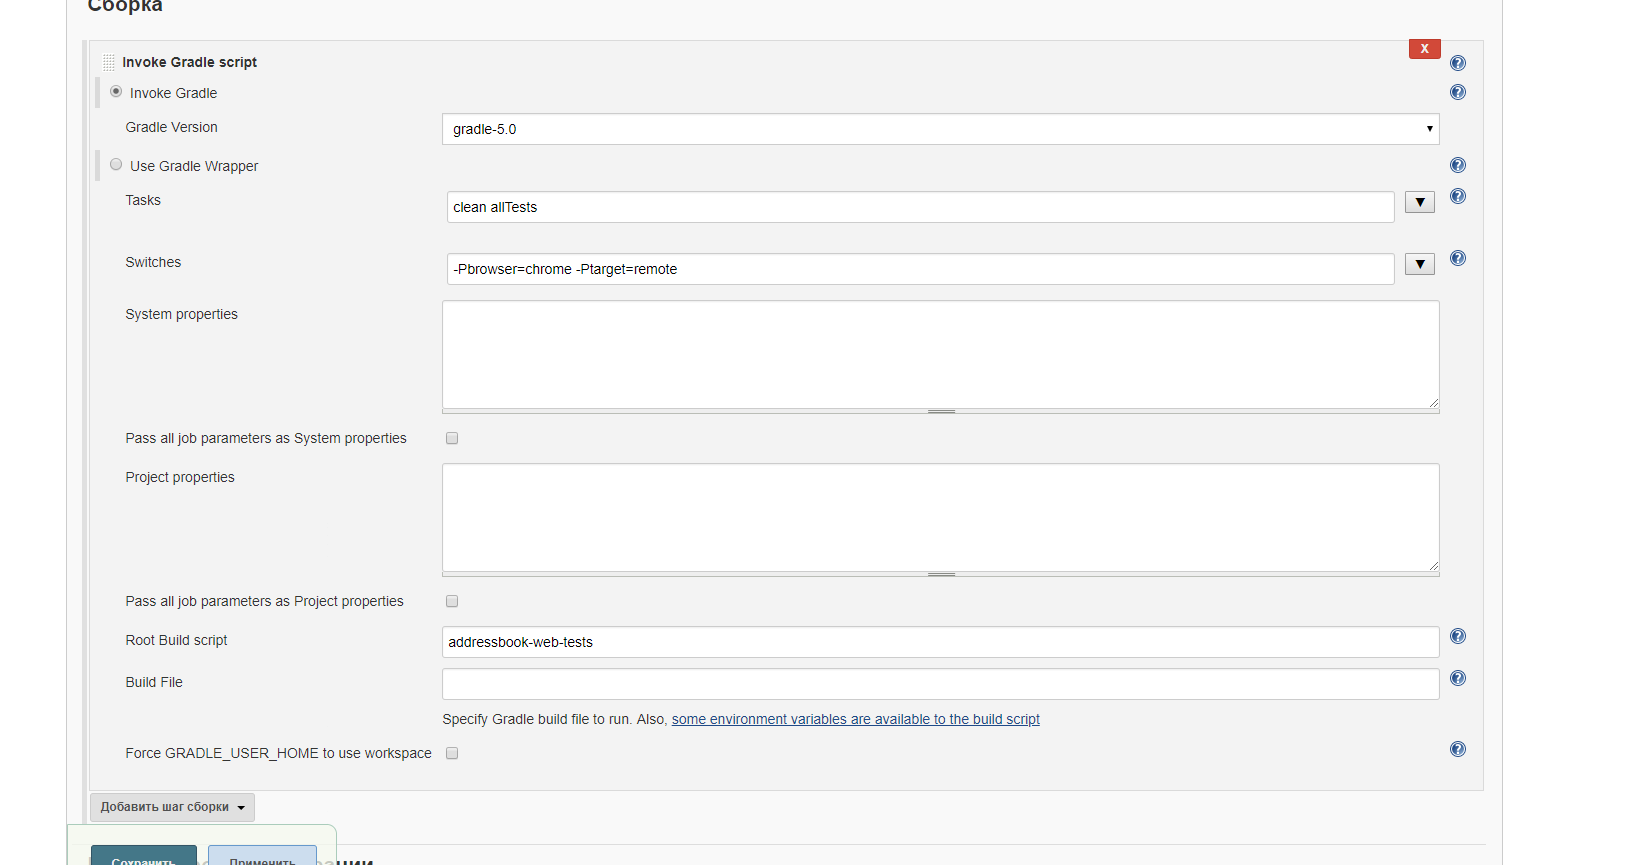 Сборка
Invoke Gradle script
X
Invoke Gradle
Gradle Version
gradle-5.0
Use Gradle Wrapper
Tasks
clean allTests
Switches
-Pbrowser=chrome -Ptarget=remote
System properties
Pass all job parameters as System properties
Project properties
Pass all job parameters as Project properties
Root Build script
addressbook-web-tests
Build File
Specify Gradle build file to run. Also, some environment variables are available to the build script
Force GRADLE_USER_HOME to use workspace
Добавить шаг сборки
Сохранить
Применить